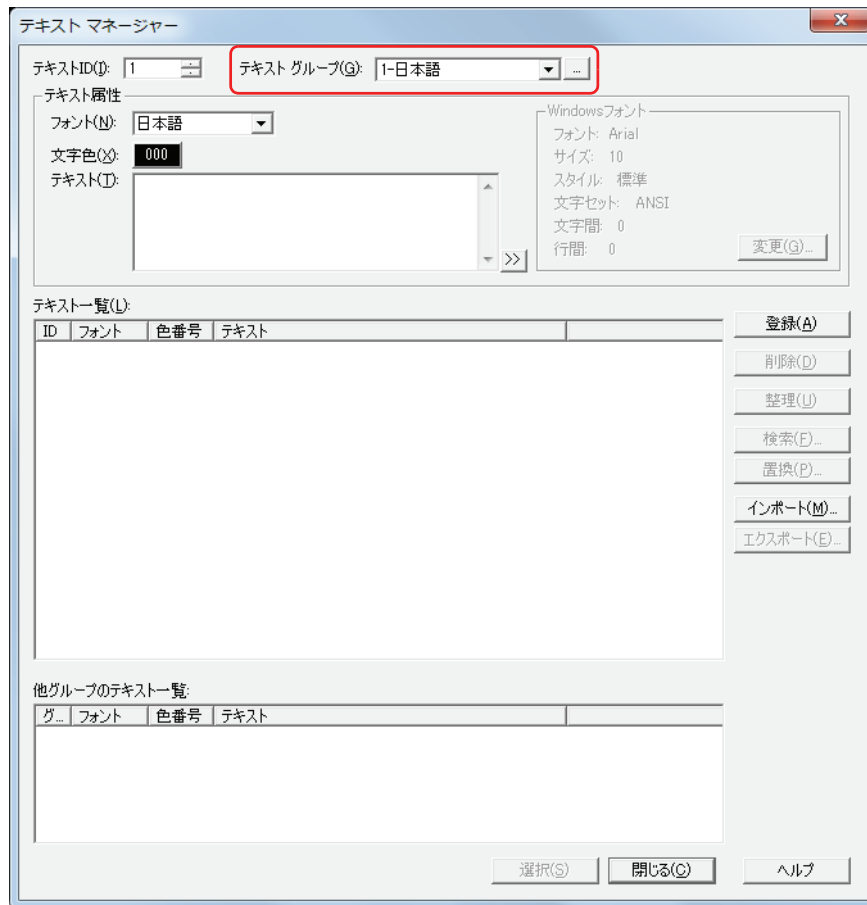 テキスト マネージャー
x
テキストID(I): 1 テキスト グループ(G): 1-日本語 ...
テキスト属性
フォント(N): 日本語
文字色(X): 000
テキスト(T):
>>
Windowsフォント
フォント: Arial
サイズ: 10
スタイル: 標準
文字セット: ANSI
文字間: 0
行間: 0
変更(G)...
テキスト一覧(L):
ID フォント 色番号 テキスト
登録(A)
削除(D)
整理(U)
検索(F)...
置換(P)...
インポート(M)...
エクスポート(E)...
他グループのテキスト一覧:
グ... フォント 色番号 テキスト
選択(S) 閉じる(C) ヘルプ